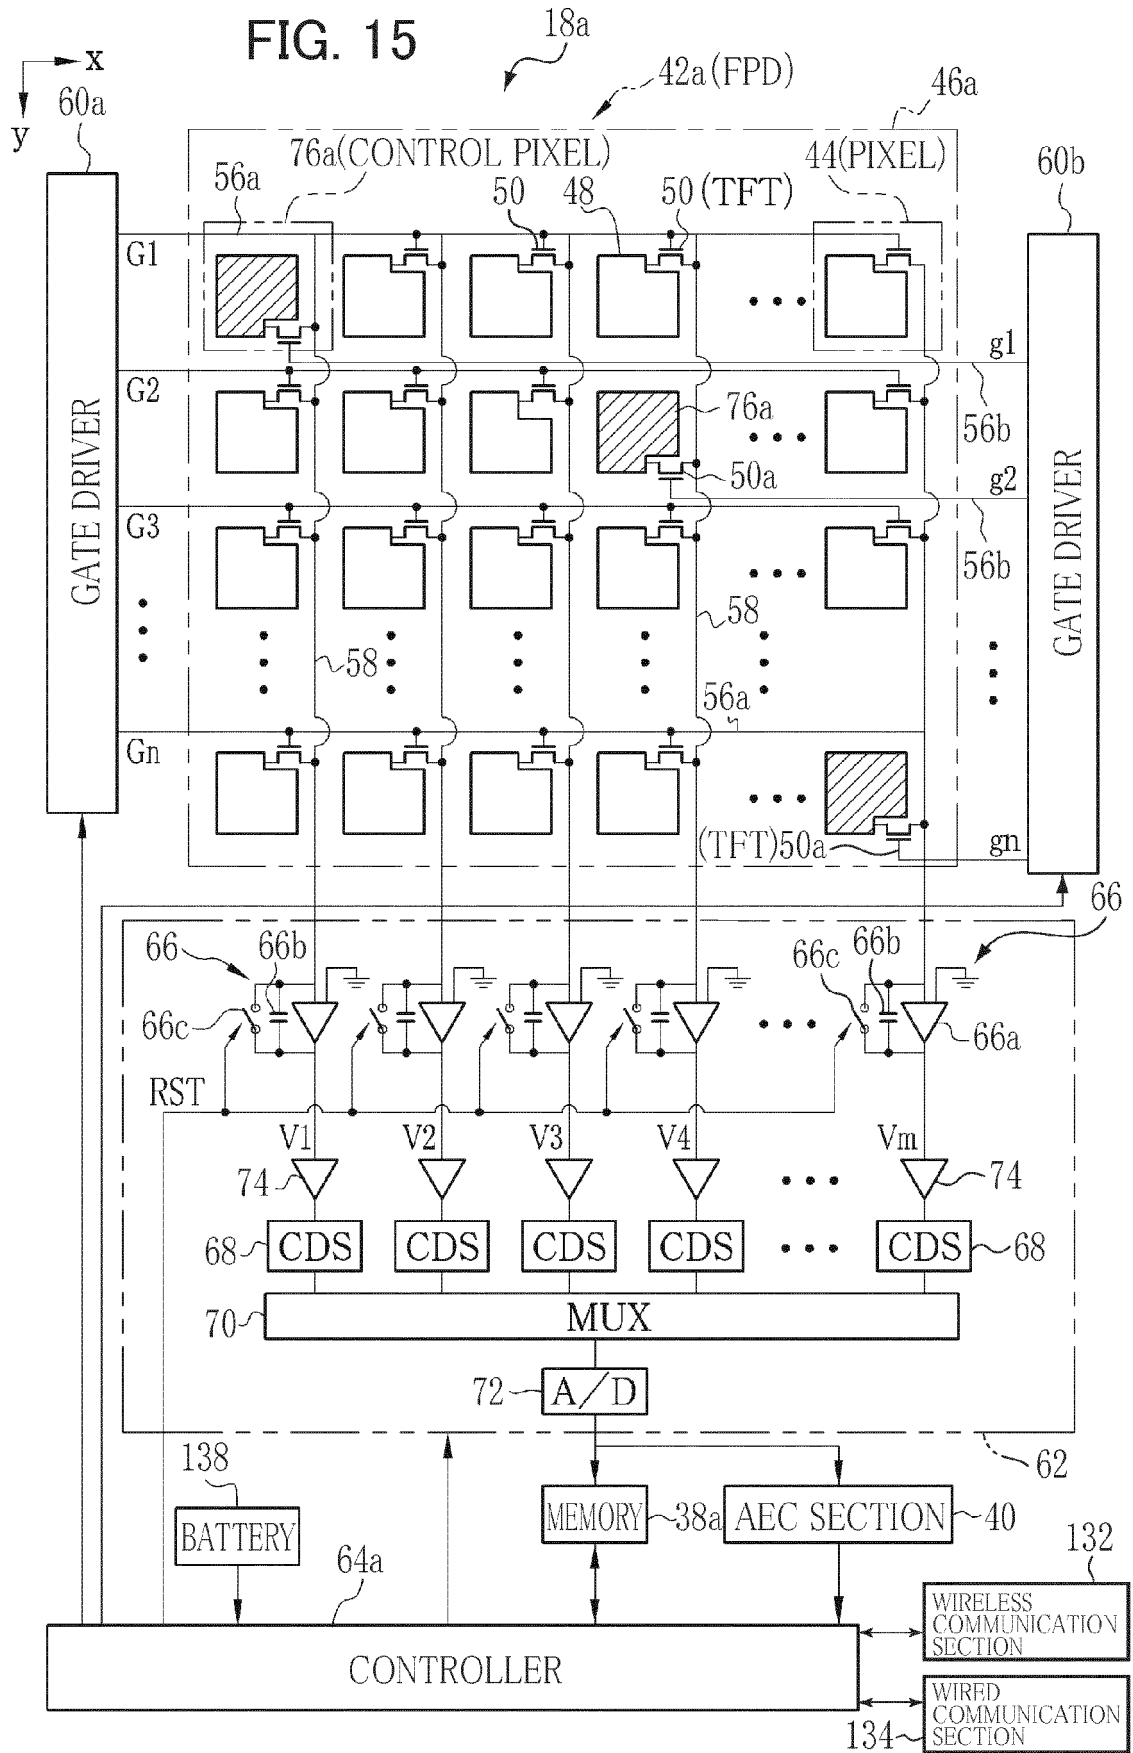 FIG. 15
18a
x
y
42a(FPD)
46a
60a
76a(CONTROL PIXEL)
44(PIXEL)
60b
56a
50
48
50(TFT)
G1
g1
G2
76a
56b
50a
g2
G3
56b
GATE DRIVER
GATE DRIVER
58
58
56a
Gn
(TFT)50a
gn
66
66b
66c
66b
66
66c
66a
RST
V1
V2
V3
V4
Vm
74
74
68
CDS
CDS
CDS
CDS
CDS
68
70
MUX
72
A/D
62
138
BATTERY
MEMORY
38a
AEC SECTION
40
64a
132
CONTROLLER
WIRELESS
COMMUNICATION
SECTION
WIRED
COMMUNICATION
SECTION
134